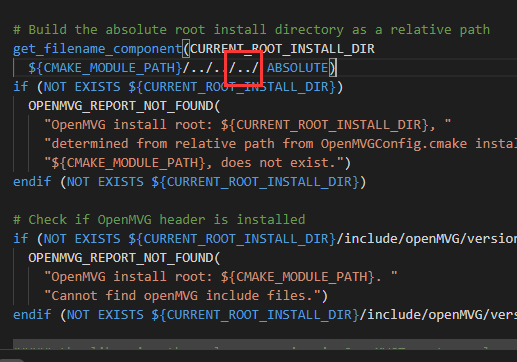 # Build the absolute root install directory as a relative path
get_filename_component(CURRENT_ROOT_INSTALL_DIR
${CMAKE_MODULE_PATH}/../../../ ABSOLUTE)
if (NOT EXISTS ${CURRENT_ROOT_INSTALL_DIR})
OPENMVG_REPORT_NOT_FOUND(
"OpenMVG install root: ${CURRENT_ROOT_INSTALL_DIR}, "
"determined from relative path from OpenMVGConfig.cmake instal
"${CMAKE_MODULE_PATH}, does not exist.")
endif (NOT EXISTS ${CURRENT_ROOT_INSTALL_DIR})
# Check if OpenMVG header is installed
if (NOT EXISTS ${CURRENT_ROOT_INSTALL_DIR}/include/openMVG/version
OPENMVG_REPORT_NOT_FOUND(
"OpenMVG install root: ${CMAKE_MODULE_PATH}. "
"Cannot find openMVG include files.")
endif (NOT EXISTS ${CURRENT_ROOT_INSTALL_DIR}/include/openMVG/vers